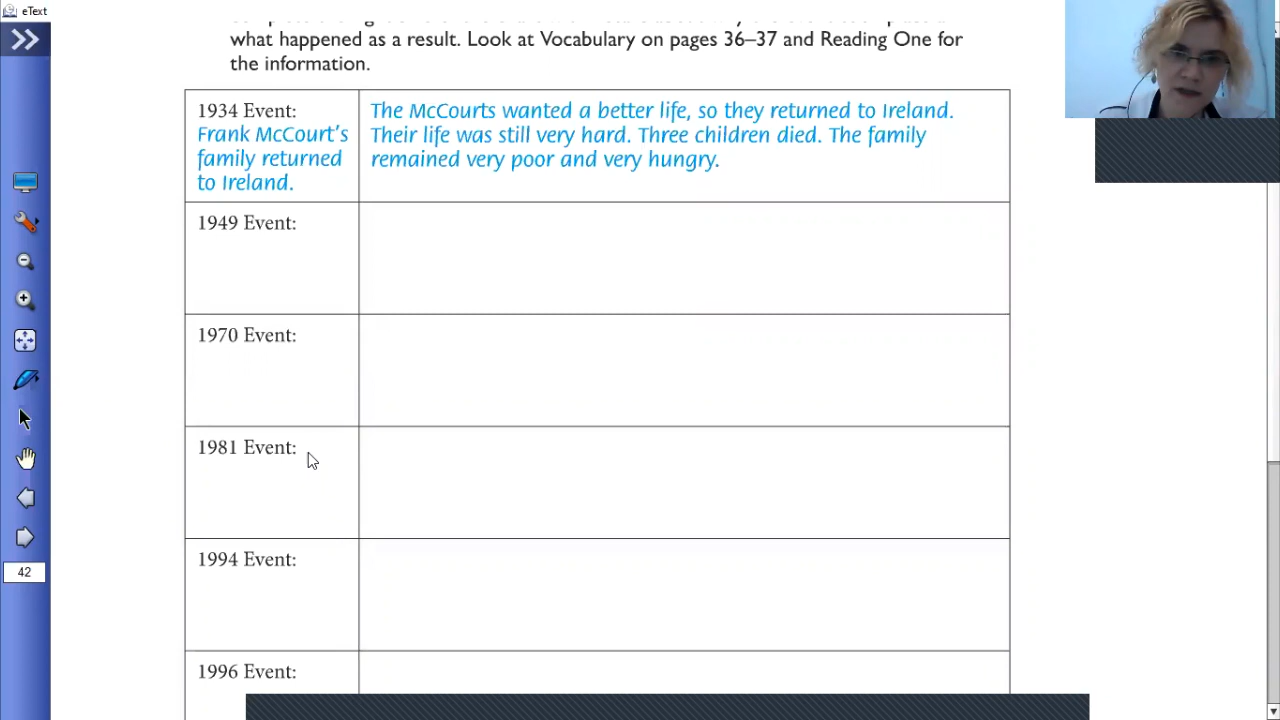 eText
what happened as a result. Look at Vocabulary on pages 36–37 and Reading One for
the information.
1934 Event:
Frank McCourt's
family returned
to Ireland.
The McCourts wanted a better life, so they returned to Ireland.
Their life was still very hard. Three children died. The family
remained very poor and very hungry.
1949 Event:
1970 Event:
1981 Event:
1994 Event:
1996 Event:
42